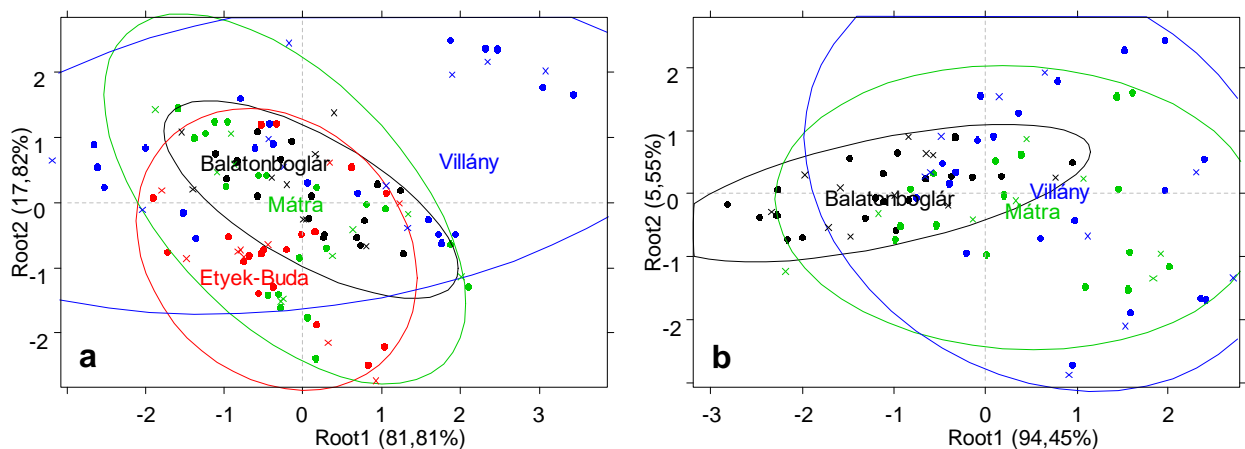 Root2 (17,82%)
2
1
0
-1
-2
Balatonboglár
Villány
Mátra
Etyek-Buda
a
-2
-1
0
1
2
3
Root1 (81,81%)
Root2 (5,55%)
2
1
0
-1
-2
-3
Balatonboglár
Villány
Mátra
b
-3
-2
-1
0
1
2
Root1 (94,45%)